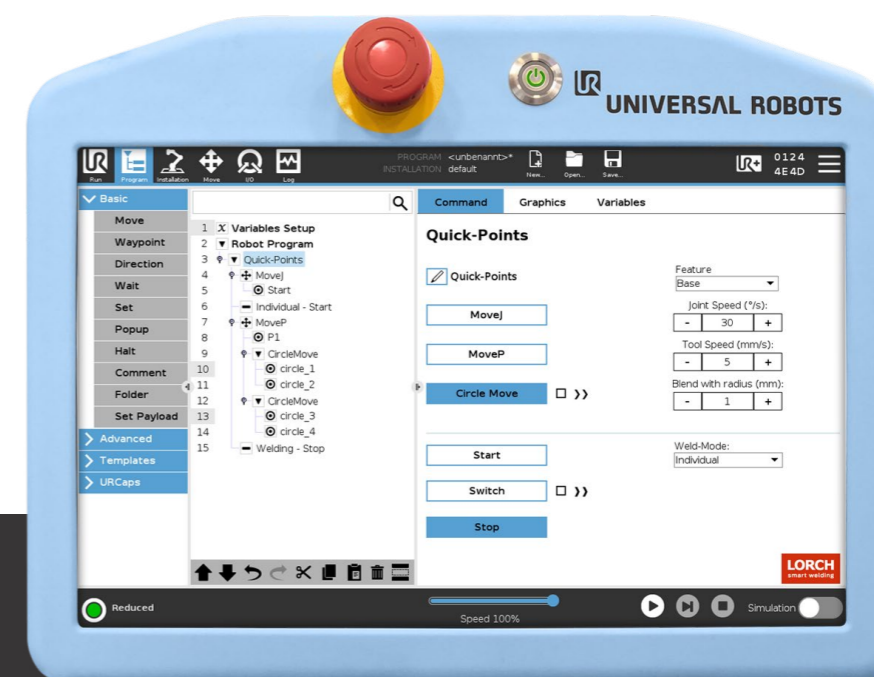 UR
UNIVERSAL ROBOTS
UR
Run
Program
Installation
Move
I/O
Log
PROGRAM <unbenannt>*
INSTALLATION default
New...
Open...
Save...
UR+
0124
4E4D
Basic
Move
Waypoint
Direction
Wait
Set
Popup
Halt
Comment
Folder
Set Payload
Advanced
Templates
URCaps
1 X Variables Setup
2 Robot Program
3 Quick-Points
4 MoveJ
5 Start
6 Individual - Start
7 MoveP
8 P1
9 CircleMove
10 circle_1
11 circle_2
12 CircleMove
13 circle_3
14 circle_4
15 Welding - Stop
Command Graphics Variables
Quick-Points
Quick-Points
MoveJ
MoveP
Circle Move
Feature
Base
Joint Speed (°/s):
- 30 +
Tool Speed (mm/s):
- 5 +
Blend with radius (mm):
- 1 +
Start
Switch
Stop
Weld-Mode:
Individual
LORCH
smart welding
Reduced
Speed 100%
Simulation